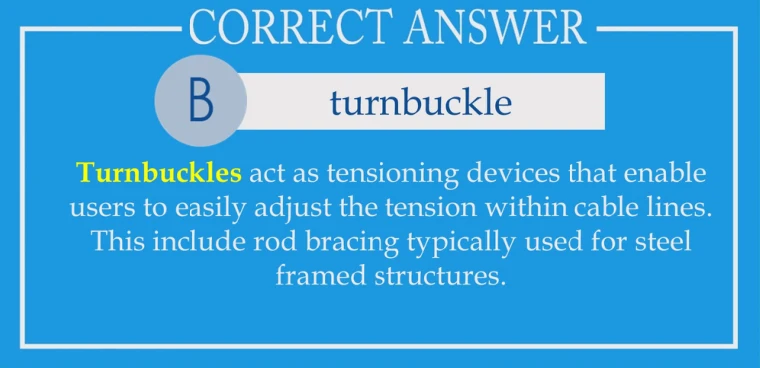 CORRECT ANSWER
B
turnbuckle
Turnbuckles act as tensioning devices that enable
users to easily adjust the tension within cable lines.
This include rod bracing typically used for steel
framed structures.